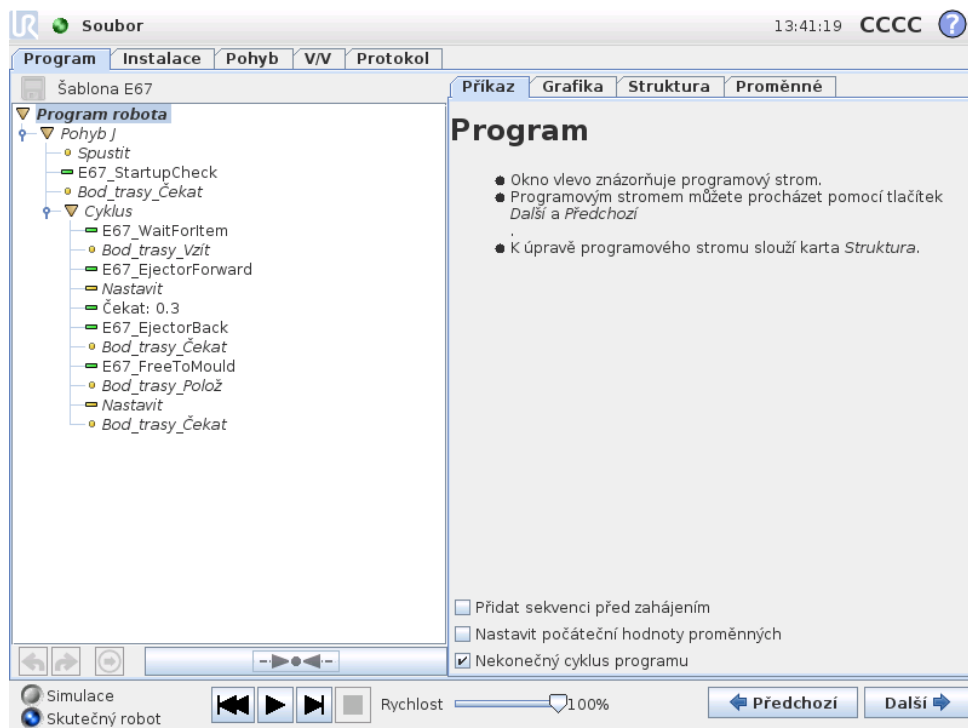 UR Soubor 13:41:19 CCCC ?
Program Instalace Pohyb V/V Protokol
Šablona E67
Příkaz Grafika Struktura Proměnné
Program robota
Pohyb J
Spustit
E67_StartupCheck
Bod_trasy_Čekat
Cyklus
E67_WaitForItem
Bod_trasy_Vzít
E67_EjectorForward
Nastavit
Čekat: 0.3
E67_EjectorBack
Bod_trasy_Čekat
E67_FreeToMould
Bod_trasy_Polož
Nastavit
Bod_trasy_Čekat
Program
Okno vlevo znázorňuje programový strom.
Programovým stromem můžete procházet pomocí tlačítek
Další a Předchozí
.
K úpravě programového stromu slouží karta Struktura.
Přidat sekvenci před zahájením
Nastavit počáteční hodnoty proměnných
Nekonečný cyklus programu
Simulace
Skutečný robot
Rychlost 100%
Předchozí Další